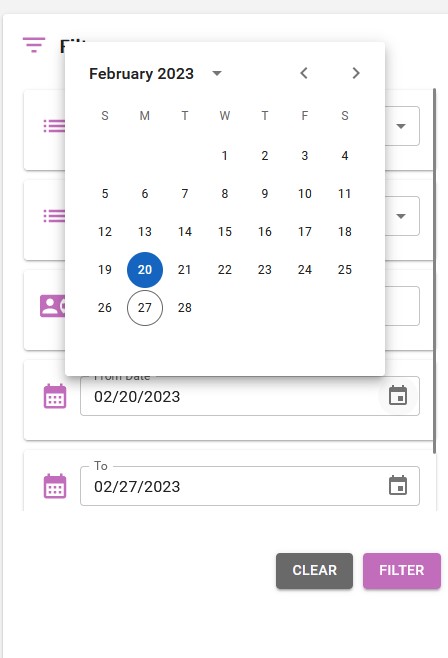 February 2023
S M T W T F S
1 2 3 4
5 6 7 8 9 10 11
12 13 14 15 16 17 18
19 20 21 22 23 24 25
26 27 28
From Date
02/20/2023
To
02/27/2023
CLEAR FILTER